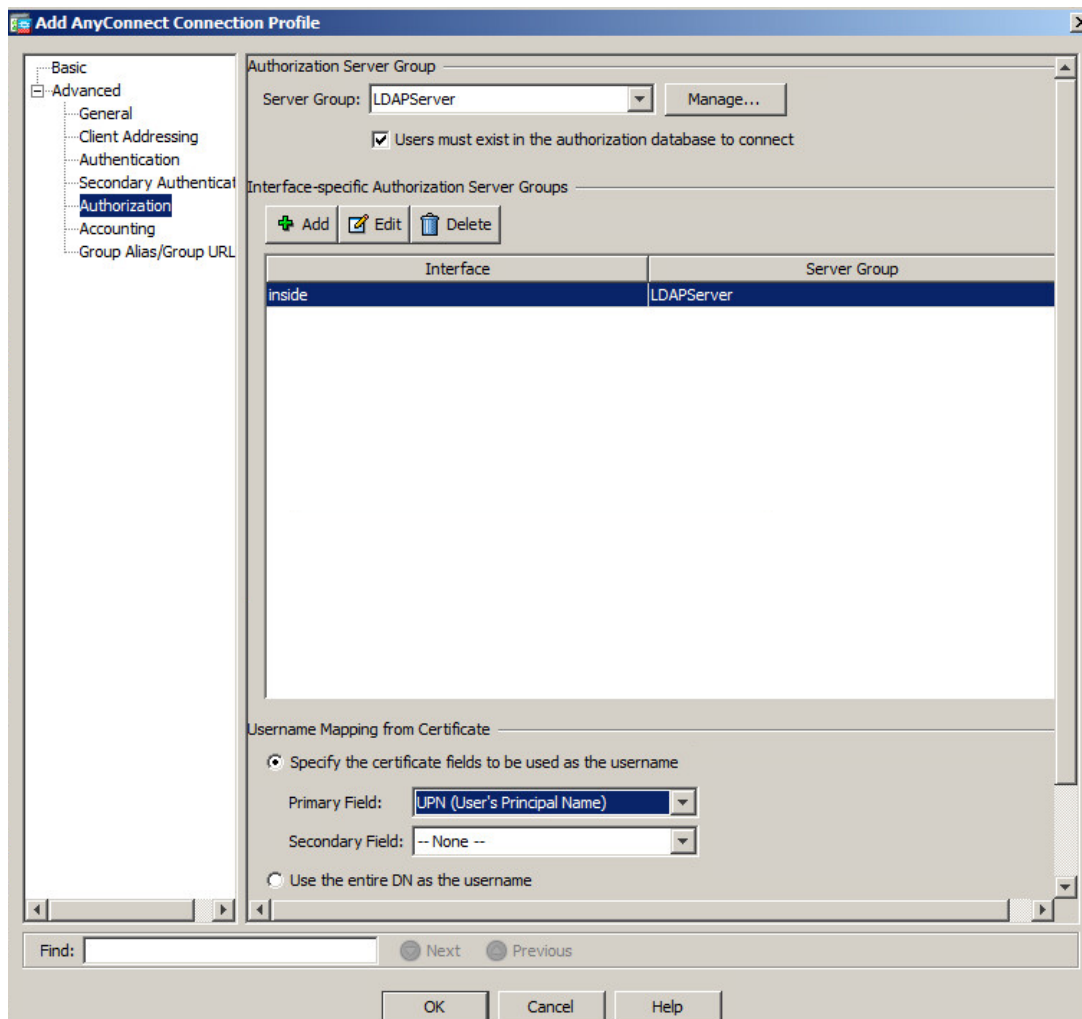 Add AnyConnect Connection Profile
Basic
Advanced
General
Client Addressing
Authentication
Secondary Authenticat
Authorization
Accounting
Group Alias/Group URL
Authorization Server Group
Server Group: LDAPServer Manage...
Users must exist in the authorization database to connect
Interface-specific Authorization Server Groups
Add Edit Delete
Interface Server Group
inside LDAPServer
Username Mapping from Certificate
Specify the certificate fields to be used as the username
Primary Field: UPN (User's Principal Name)
Secondary Field: -- None --
Use the entire DN as the username
Find: Next Previous
OK Cancel Help